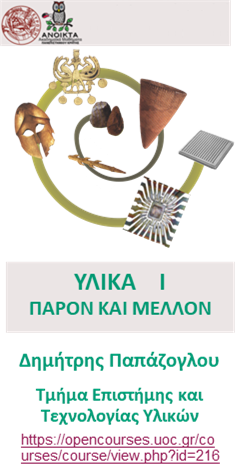 ΑΝΟΙΚΤΑ
ΥΛΙΚΑ Ι
ΠΑΡΟΝ ΚΑΙ ΜΕΛΛΟΝ
Δημήτρης Παπάζογλου
Τμήμα Επιστήμης και
Τεχνολογίας Υλικών
https://opencourses.uoc.gr/co
urses/course/view.php?id=216